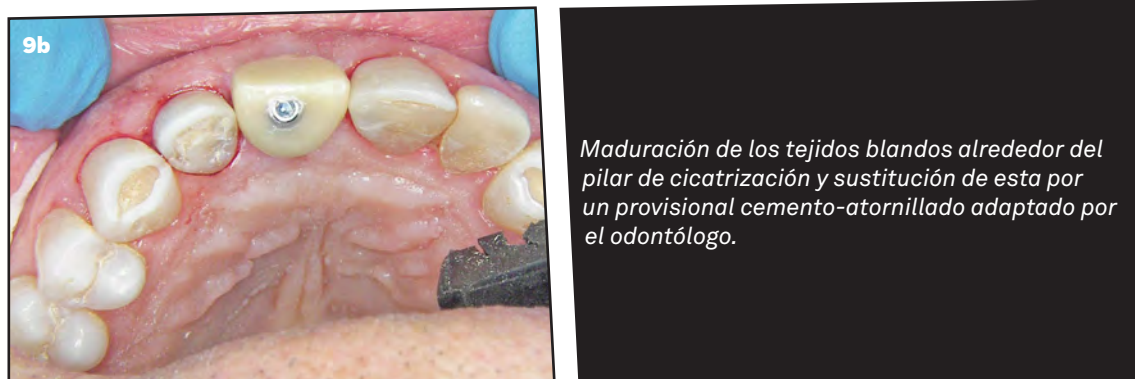 9b
Maduración de los tejidos blandos alrededor del
pilar de cicatrización y sustitución de esta por
un provisional cemento-atornillado adaptado por
el odontólogo.